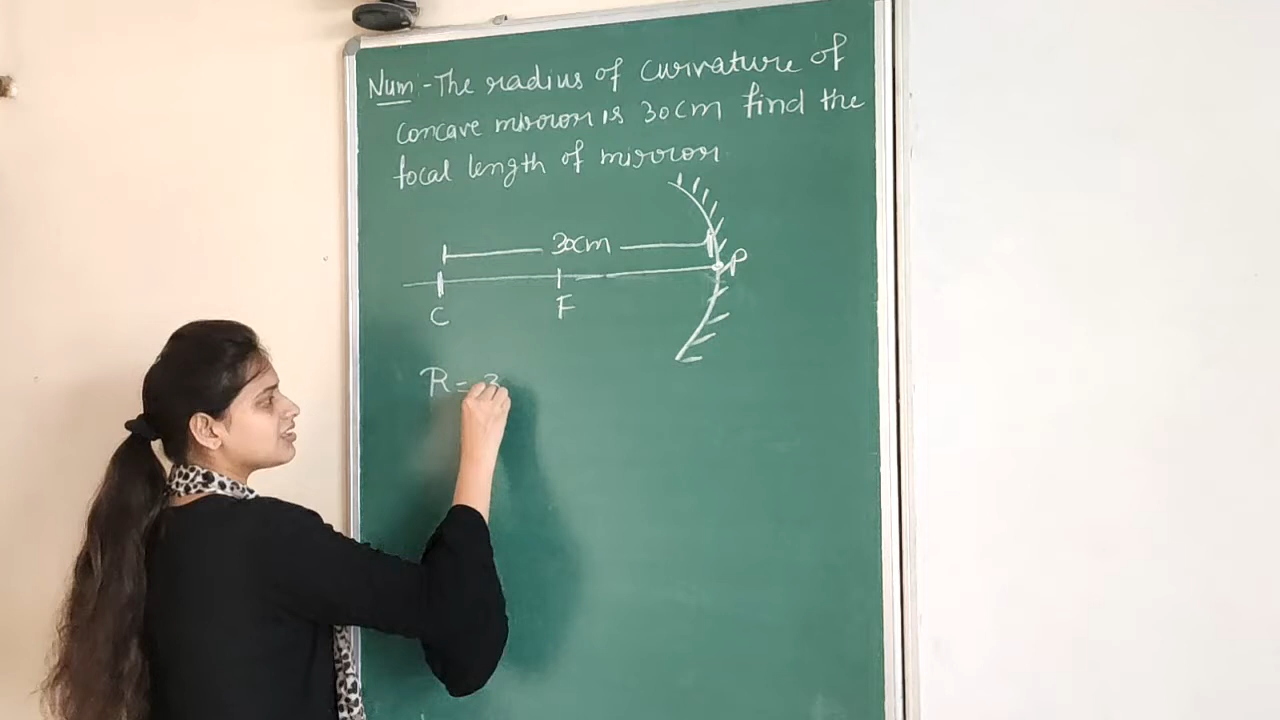 Num :- The radius of curvature of
concave mirror is 30cm find the
focal length of mirror.
30cm
P
C F
R = 3